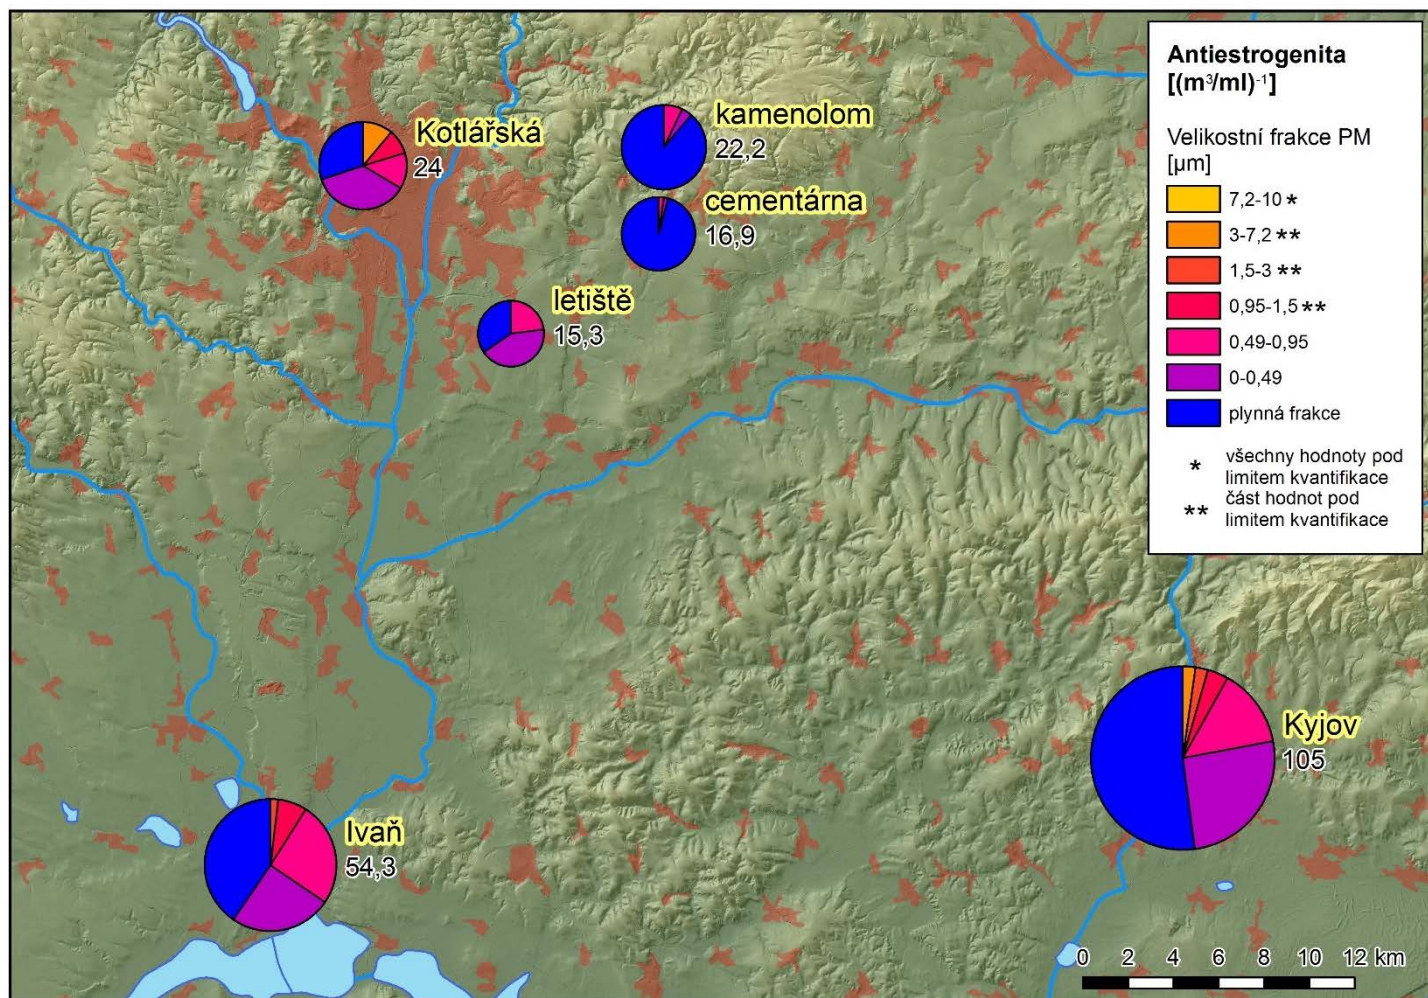 Kotlářská
24
kamenolom
22,2
cementárna
16,9
letiště
15,3
Ivaň
54,3
Kyjov
105
Antiestrogenita
[(m³/ml)⁻¹]
Velikostní frakce PM
[µm]
7,2-10 *
3-7,2 **
1,5-3 **
0,95-1,5 **
0,49-0,95
0-0,49
plynná frakce
* všechny hodnoty pod
limitem kvantifikace
** část hodnot pod
limitem kvantifikace
0 2 4 6 8 10 12 km